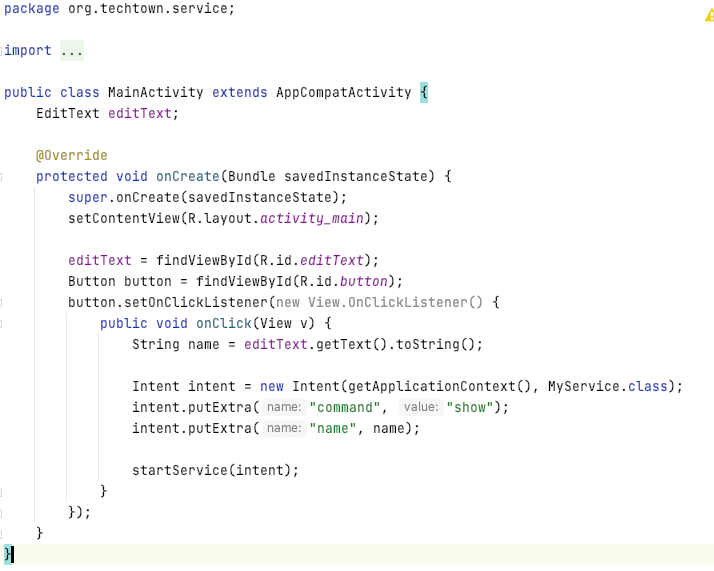 package org.techtown.service;
import ...
public class MainActivity extends AppCompatActivity {
EditText editText;
@Override
protected void onCreate(Bundle savedInstanceState) {
super.onCreate(savedInstanceState);
setContentView(R.layout.activity_main);
editText = findViewById(R.id.editText);
Button button = findViewById(R.id.button);
button.setOnClickListener(new View.OnClickListener() {
public void onClick(View v) {
String name = editText.getText().toString();
Intent intent = new Intent(getApplicationContext(), MyService.class);
intent.putExtra( name: "command", value: "show");
intent.putExtra( name: "name", name);
startService(intent);
}
});
}
}